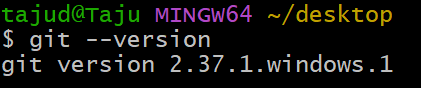 tajud@Taju MINGW64 ~/desktop
$ git --version
git version 2.37.1.windows.1